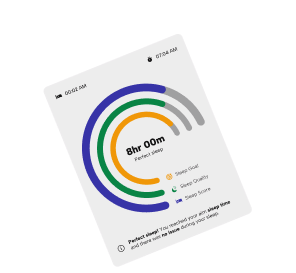 00:02 AM
07:04 AM
8hr 00m
Perfect sleep
Sleep Goal
Sleep Quality
Sleep Score
Perfect sleep! You reached your aim sleep time
and there was no issue during your sleep.